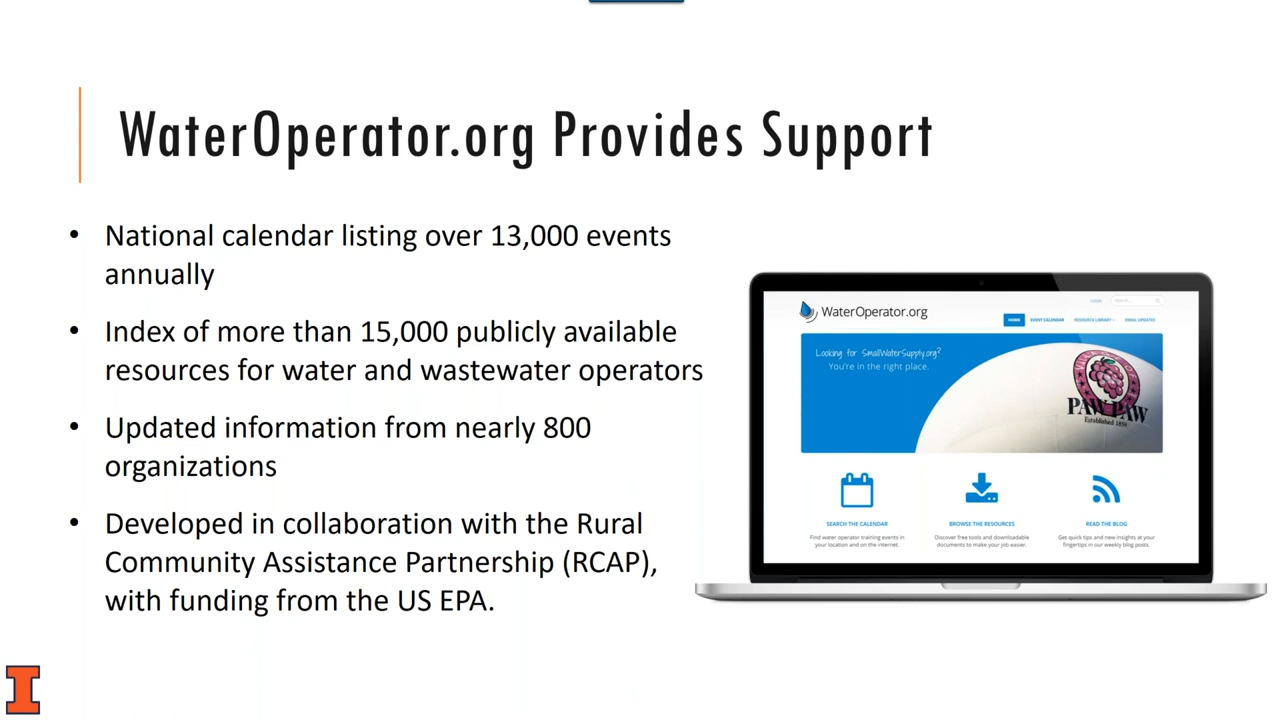 WaterOperator.org Provides Support
• National calendar listing over 13,000 events
annually
• Index of more than 15,000 publicly available
resources for water and wastewater operators
• Updated information from nearly 800
organizations
• Developed in collaboration with the Rural
Community Assistance Partnership (RCAP),
with funding from the US EPA.
WaterOperator.org
HOME EVENT CALENDAR RESOURCE LIBRARY EMAIL UPDATES
Looking for SmallWaterSupply.org?
You're in the right place.
PAW PAW
Established 1859
SEARCH THE CALENDAR
Find water operator training events in
your location and on the internet.
BROWSE THE RESOURCES
Discover free tools and downloadable
documents to make your job easier.
READ THE BLOG
Get quick tips and new insights at your
fingertips in our weekly blog posts.